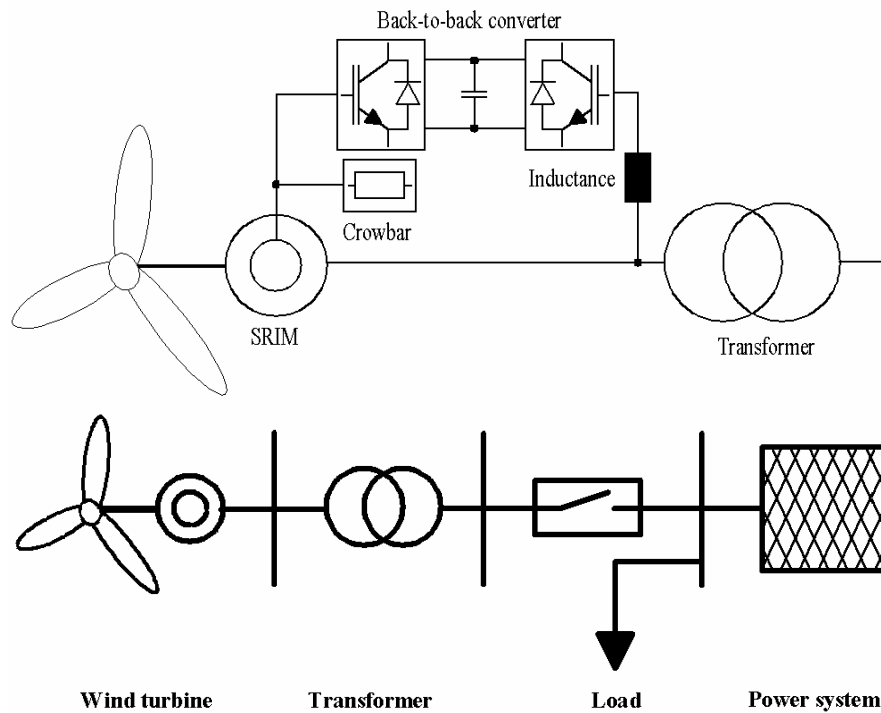 Back-to-back converter
Inductance
Crowbar
SRIM
Transformer
Wind turbine Transformer Load Power system